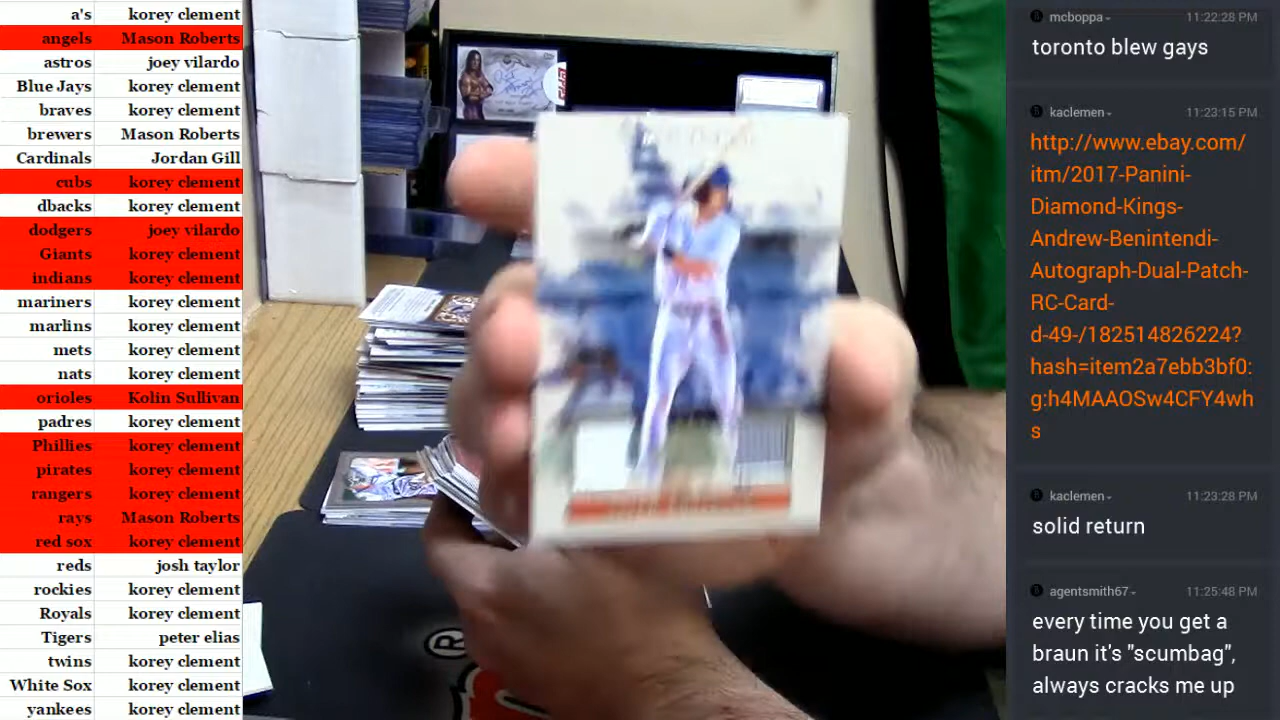 a's korey clement
angels Mason Roberts
astros joey vilardo
Blue Jays korey clement
braves korey clement
brewers Mason Roberts
Cardinals Jordan Gill
cubs korey clement
dbacks korey clement
dodgers joey vilardo
Giants korey clement
indians korey clement
mariners korey clement
marlins korey clement
mets korey clement
nats korey clement
orioles Kolin Sullivan
padres korey clement
Phillies korey clement
pirates korey clement
rangers korey clement
rays Mason Roberts
red sox korey clement
reds josh taylor
rockies korey clement
Royals korey clement
Tigers peter elias
twins korey clement
White Sox korey clement
yankees korey clement
®
mcboppa 11:22:28 PM
toronto blew gays
kaclemen 11:23:15 PM
http://www.ebay.com/
itm/2017-Panini-
Diamond-Kings-
Andrew-Benintendi-
Autograph-Dual-Patch-
RC-Card-
d-49-/182514826224?
hash=item2a7ebb3bf0:
g:h4MAAOSw4CFY4wh
s
kaclemen 11:23:28 PM
solid return
agentsmith67 11:25:48 PM
every time you get a
braun it's "scumbag",
always cracks me up